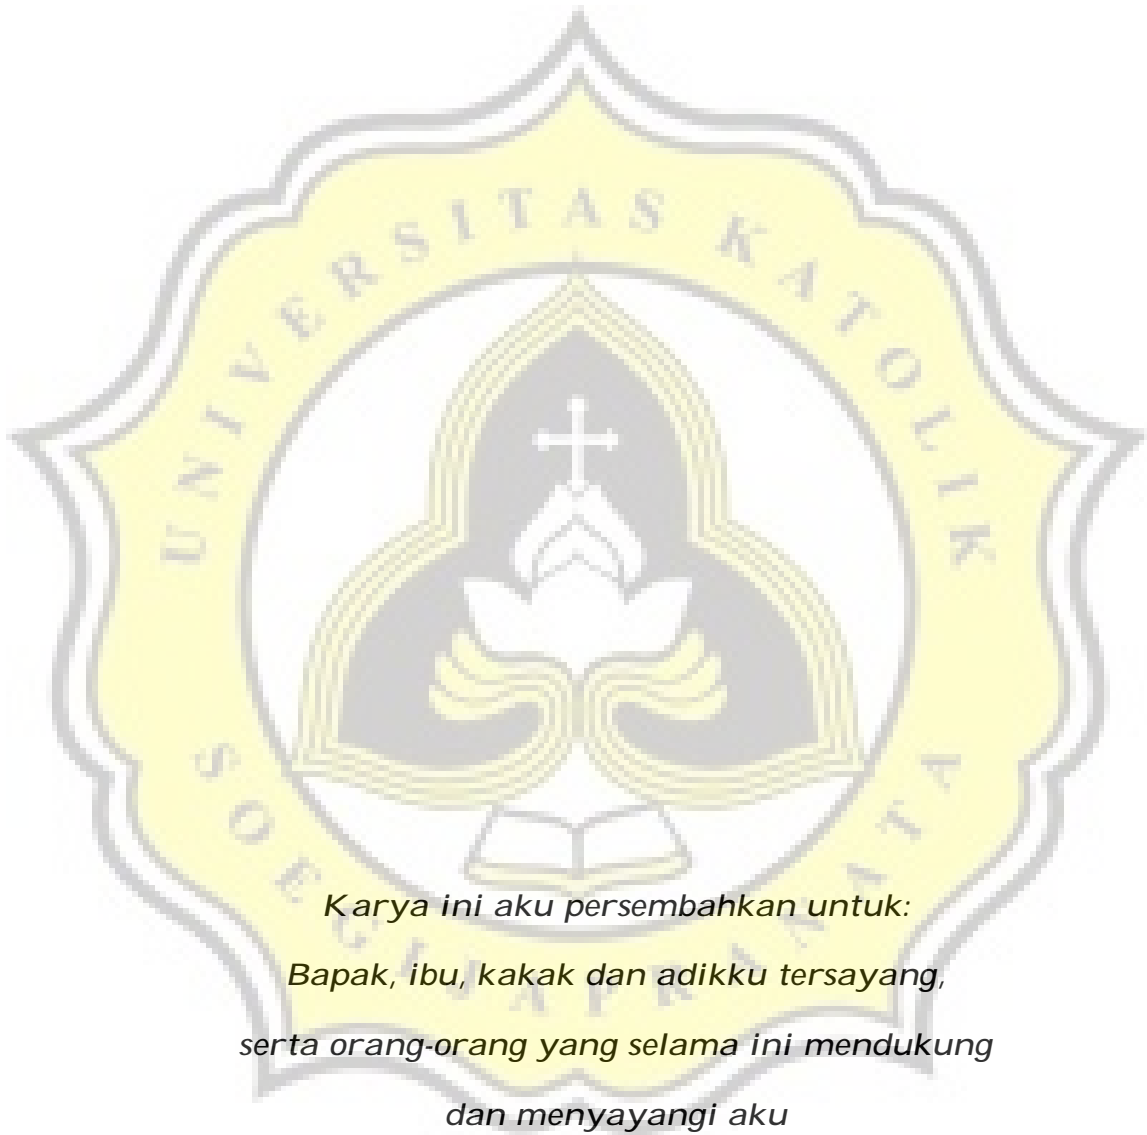 UNIVERSITAS KATOLIK
SOEGIJAPRANATA
Karya ini aku persembahkan untuk:
Bapak, ibu, kakak dan adikku tersayang,
serta orang-orang yang selama ini mendukung
dan menyayangi aku